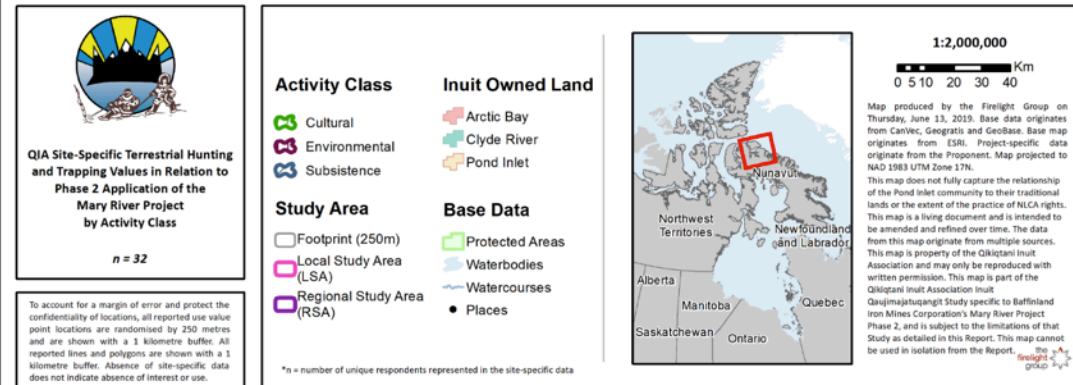 QIA Site-Specific Terrestrial Hunting
and Trapping Values in Relation to
Phase 2 Application of the
Mary River Project
by Activity Class
n = 32
To account for a margin of error and protect the
confidentiality of locations, all reported use value
point locations are randomised by 250 metres
and are shown with a 1 kilometre buffer. All
reported lines and polygons are shown with a 1
kilometre buffer. Absence of site-specific data
does not indicate absence of interest or use.
Activity Class
Cultural
Environmental
Subsistence
Study Area
Footprint (250m)
Local Study Area
(LSA)
Regional Study Area
(RSA)
Inuit Owned Land
Arctic Bay
Clyde River
Pond Inlet
Base Data
Protected Areas
Waterbodies
Watercourses
Places
*n = number of unique respondents represented in the site-specific data
Nunavut
Northwest
Territories
Newfoundland
and Labrador
Alberta
Manitoba
Quebec
Saskatchewan
Ontario
1:2,000,000
Km
0 5 10 20 30 40
Map produced by the Firelight Group on
Thursday, June 13, 2019. Base data originates
from CanVec, Geogratis and GeoBase. Base map
originates from ESRI. Project-specific data
originate from the Proponent. Map projected to
NAD 1983 UTM Zone 17N.
This map does not fully capture the relationship
of the Pond Inlet community to their traditional
lands or the extent of the practice of NLCA rights.
This map is a living document and is intended to
be amended and refined over time. The data
from this map originate from multiple sources.
This map is property of the Qikiqtani Inuit
Association and may only be reproduced with
written permission. This map is part of the
Qikiqtani Inuit Association Inuit
Qaujimajatuqangit Study specific to Baffinland
Iron Mines Corporation's Mary River Project
Phase 2, and is subject to the limitations of that
Study as detailed in this Report. This map cannot
be used in isolation from the Report.
the
firelight
group